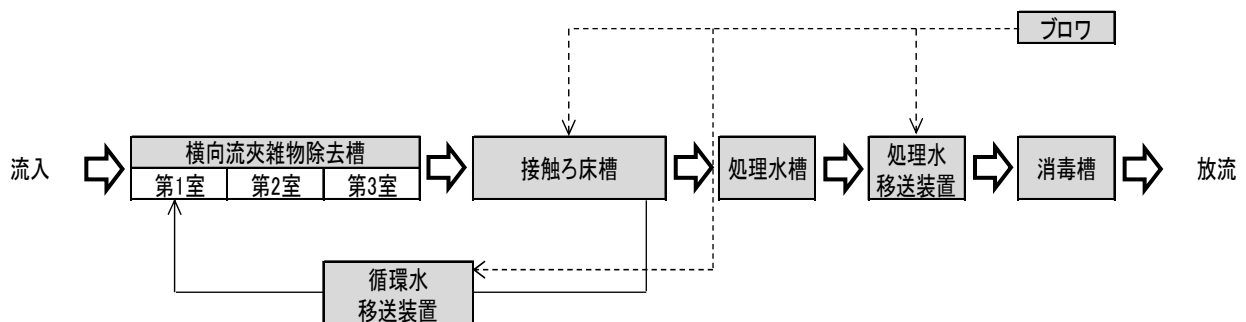 ブロワ
流入
横向流夾雑物除去槽
第1室 第2室 第3室
接触ろ床槽
処理水槽
処理水
移送装置
消毒槽
放流
循環水
移送装置